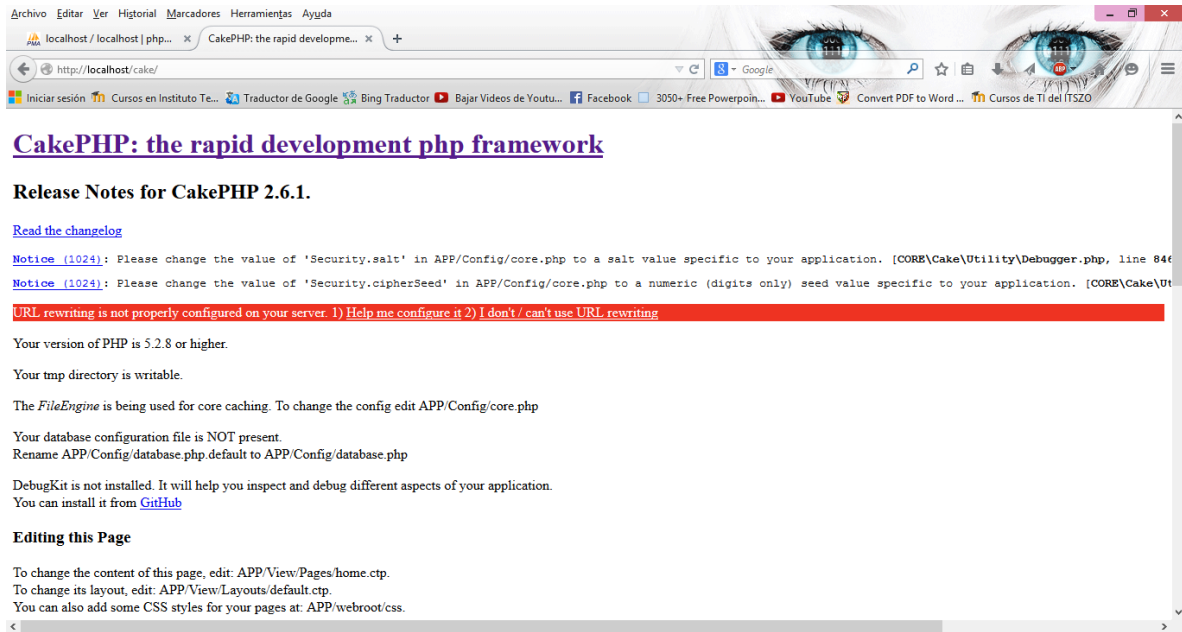 Archivo Editar Ver Historial Marcadores Herramientas Ayuda
PMA localhost / localhost | php... × CakePHP: the rapid developme... × +
http://localhost/cake/ 8 Google ABP
Iniciar sesión Cursos en Instituto Te... Traductor de Google Bing Traductor Bajar Videos de Youtu... Facebook 3050+ Free Powerpoin... YouTube Convert PDF to Word ... Cursos de TI del ITSZO
CakePHP: the rapid development php framework
Release Notes for CakePHP 2.6.1.
Read the changelog
Notice (1024): Please change the value of 'Security.salt' in APP/Config/core.php to a salt value specific to your application. [CORE\Cake\Utility\Debugger.php, line 846
Notice (1024): Please change the value of 'Security.cipherSeed' in APP/Config/core.php to a numeric (digits only) seed value specific to your application. [CORE\Cake\Ut
URL rewriting is not properly configured on your server. 1) Help me configure it 2) I don't / can't use URL rewriting
Your version of PHP is 5.2.8 or higher.
Your tmp directory is writable.
The FileEngine is being used for core caching. To change the config edit APP/Config/core.php
Your database configuration file is NOT present.
Rename APP/Config/database.php.default to APP/Config/database.php
DebugKit is not installed. It will help you inspect and debug different aspects of your application.
You can install it from GitHub
Editing this Page
To change the content of this page, edit: APP/View/Pages/home.ctp.
To change its layout, edit: APP/View/Layouts/default.ctp.
You can also add some CSS styles for your pages at: APP/webroot/css.